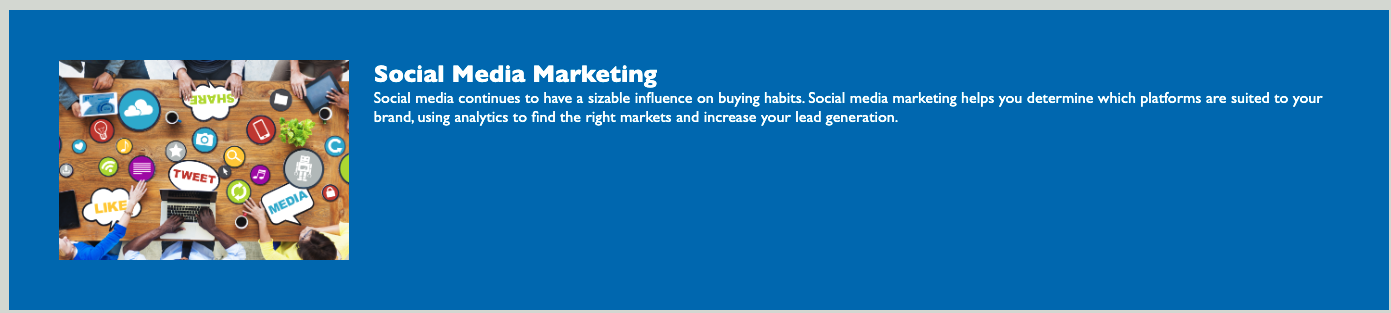 Social Media Marketing
Social media continues to have a sizable influence on buying habits. Social media marketing helps you determine which platforms are suited to your
brand, using analytics to find the right markets and increase your lead generation.
SHARE
TWEET
LIKE
MEDIA